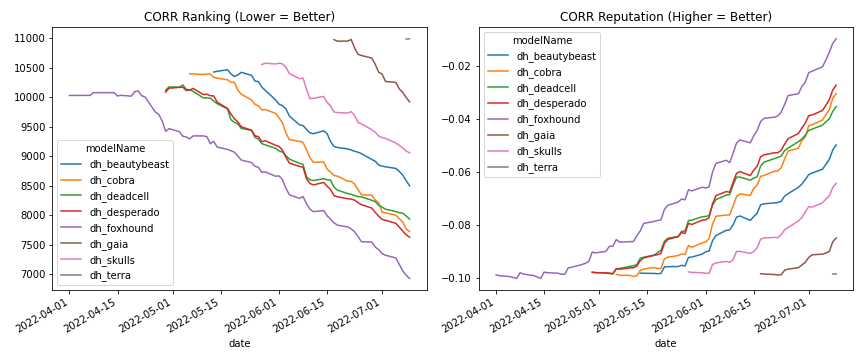 CORR Ranking (Lower = Better)
11000
10500
10000
9500
9000
8500
8000
7500
7000
modelName
dh_beautybeast
dh_cobra
dh_deadcell
dh_desperado
dh_foxhound
dh_gaia
dh_skulls
dh_terra
2022-04-01
2022-04-15
2022-05-01
2022-05-15
2022-06-01
2022-06-15
2022-07-01
date
CORR Reputation (Higher = Better)
modelName
dh_beautybeast
dh_cobra
dh_deadcell
dh_desperado
dh_foxhound
dh_gaia
dh_skulls
dh_terra
−0.02
−0.04
−0.06
−0.08
−0.10
2022-04-01
2022-04-15
2022-05-01
2022-05-15
2022-06-01
2022-06-15
2022-07-01
date